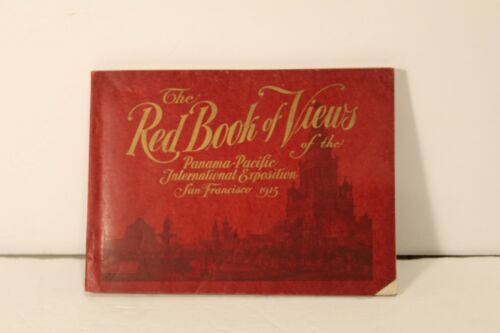 The
Red Book of Views
of the
Panama-Pacific
International Exposition
San Francisco 1915